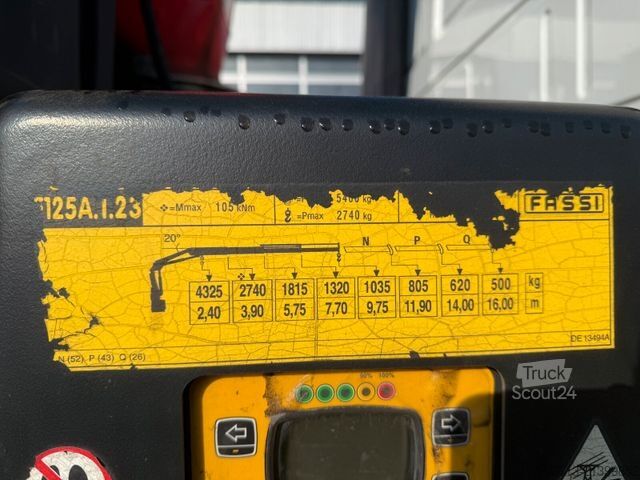 125A.1.23 =Mmax 105 kNm 5400 kg FASSI
=Pmax 2740 kg
20° N P Q
4325 2740 1815 1320 1035 805 620 500 kg
2,40 3,90 5,75 7,70 9,75 11,90 14,00 16,00 m
N (52) P (43) Q (26) DE 13494A
50% 100%
Truck
Scout24